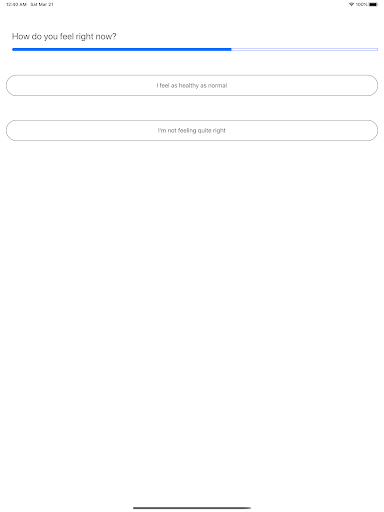 12:40 AM Sat Mar 21
100%
How do you feel right now?
I feel as healthy as normal
I'm not feeling quite right